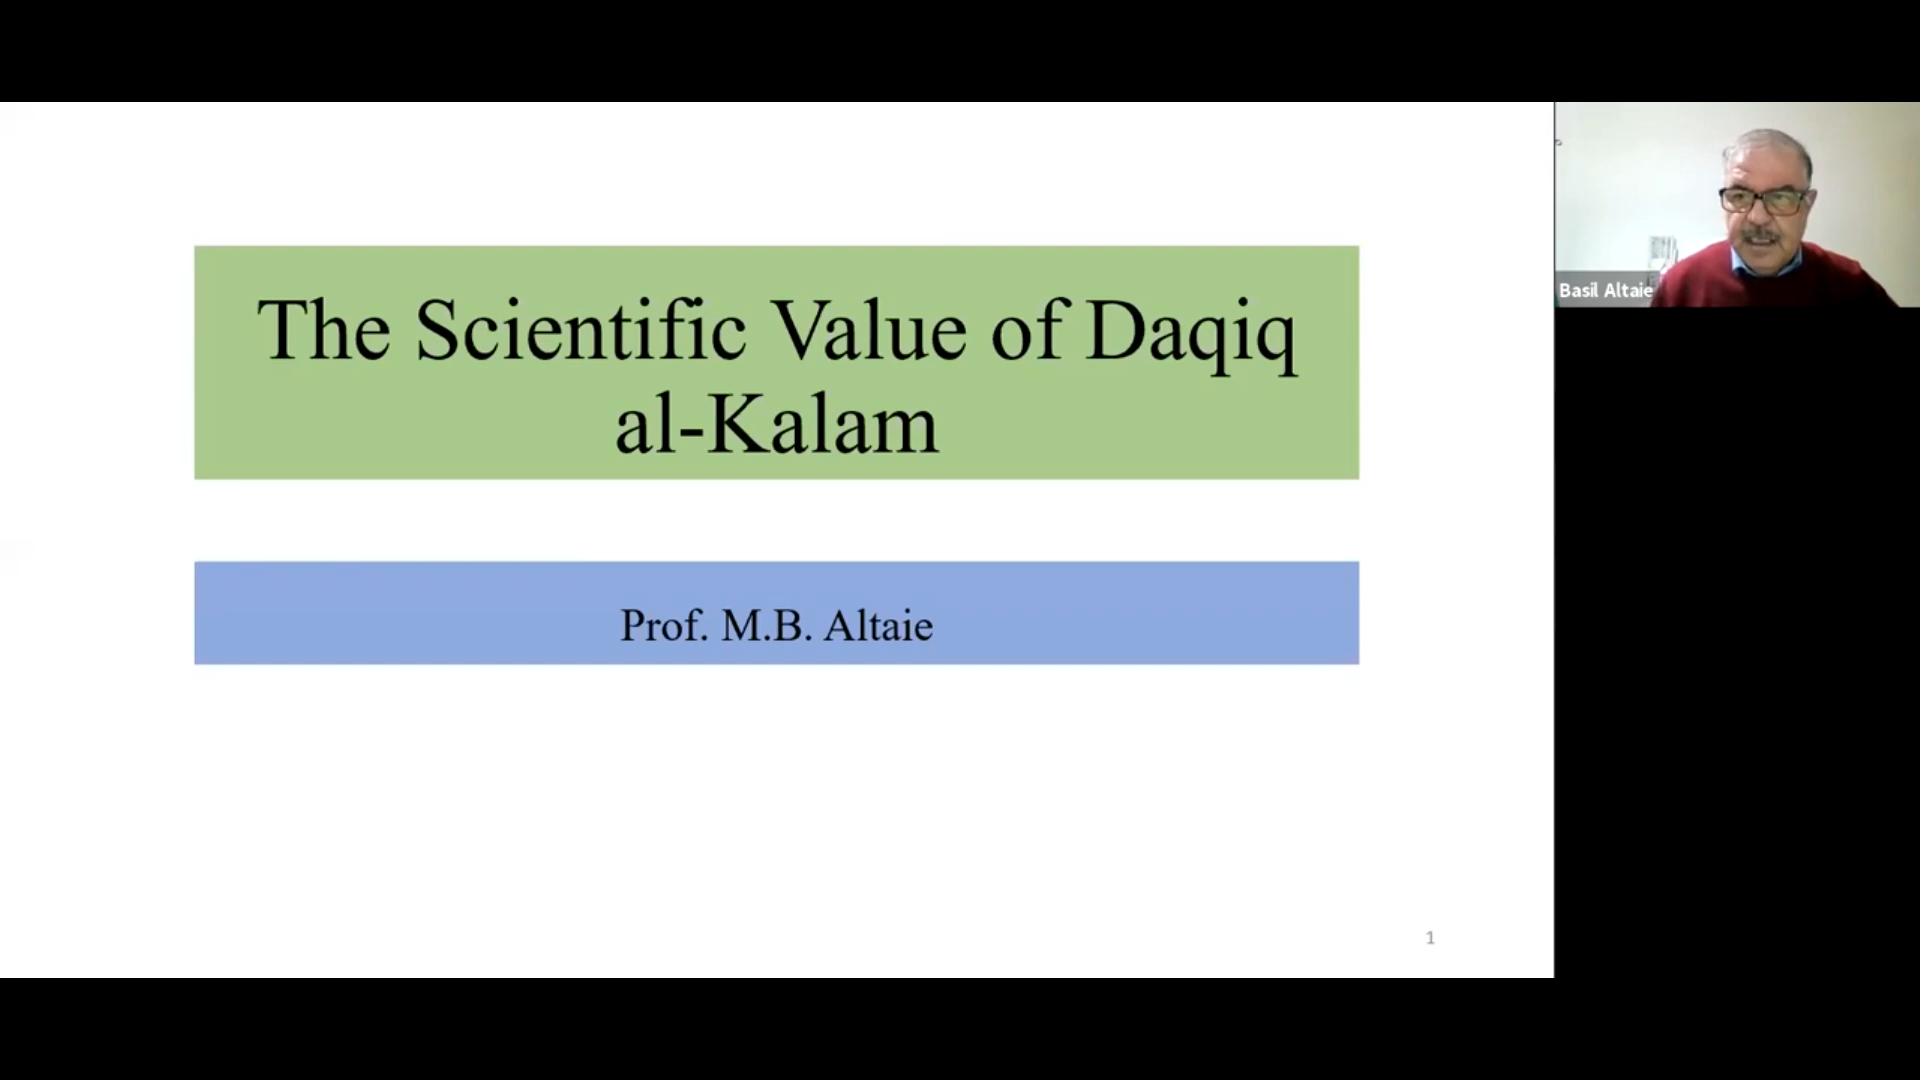 The Scientific Value of Daqiq
al-Kalam
Prof. M.B. Altaie
1
Basil Altaie